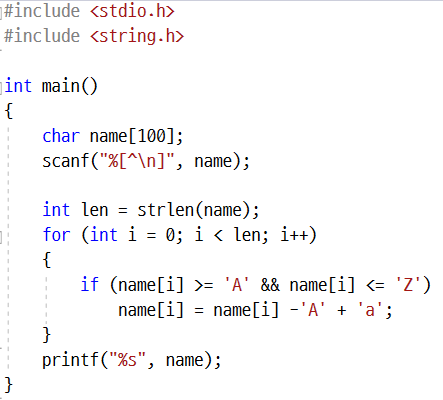 #include <stdio.h>
#include <string.h>

int main()
{
    char name[100];
    scanf("%[^\n]", name);

    int len = strlen(name);
    for (int i = 0; i < len; i++)
    {
        if (name[i] >= 'A' && name[i] <= 'Z')
            name[i] = name[i] -'A' + 'a';
    }
    printf("%s", name);
}